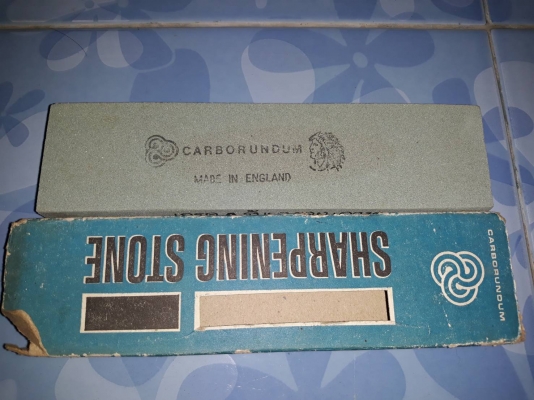 CARBORUNDUM
MADE IN ENGLAND
SHARPENING STONE
CARBORUNDUM